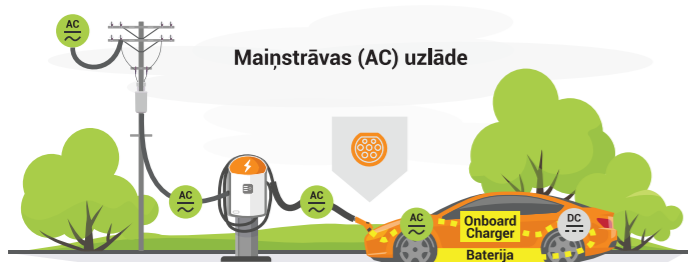 AC
Maiņstrāvas (AC) uzlāde
AC
AC
AC
Onboard
Charger
DC
Baterija